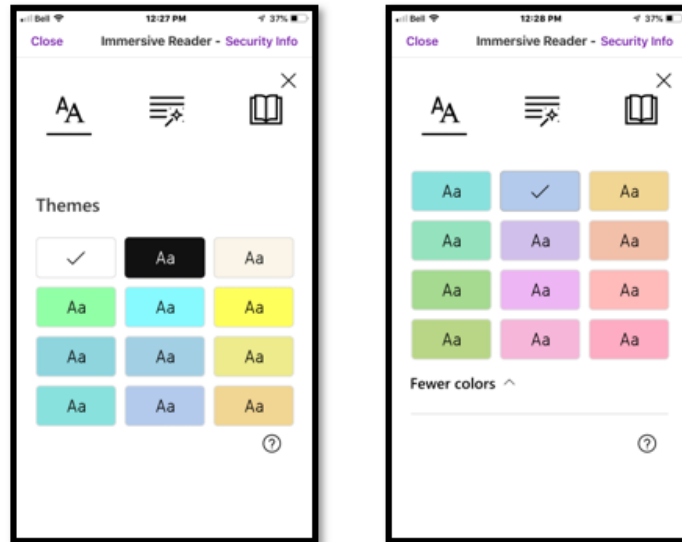 Bell 12:27 PM 37%
Close Immersive Reader - Security Info
AA
Themes
Aa Aa
Aa Aa Aa
Aa Aa Aa
Aa Aa Aa
?
Bell 12:28 PM 37%
Close Immersive Reader - Security Info
AA
Aa Aa
Aa Aa Aa
Aa Aa Aa
Aa Aa Aa
Fewer colors
?